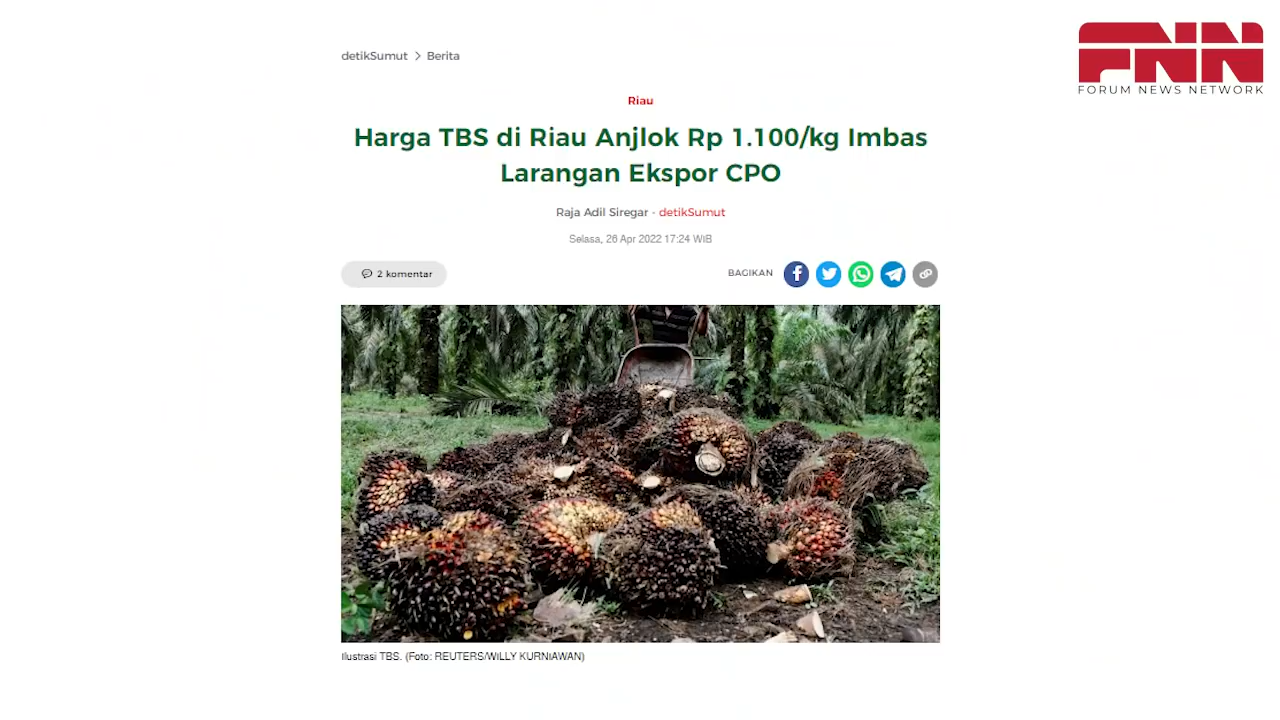 detikSumut > Berita
FNN
FORUM NEWS NETWORK
Riau
Harga TBS di Riau Anjlok Rp 1.100/kg Imbas
Larangan Ekspor CPO
Raja Adil Siregar - detikSumut
Selasa, 26 Apr 2022 17:24 WIB
2 komentar
BAGIKAN
Ilustrasi TBS. (Foto: REUTERS/WILLY KURNIAWAN)